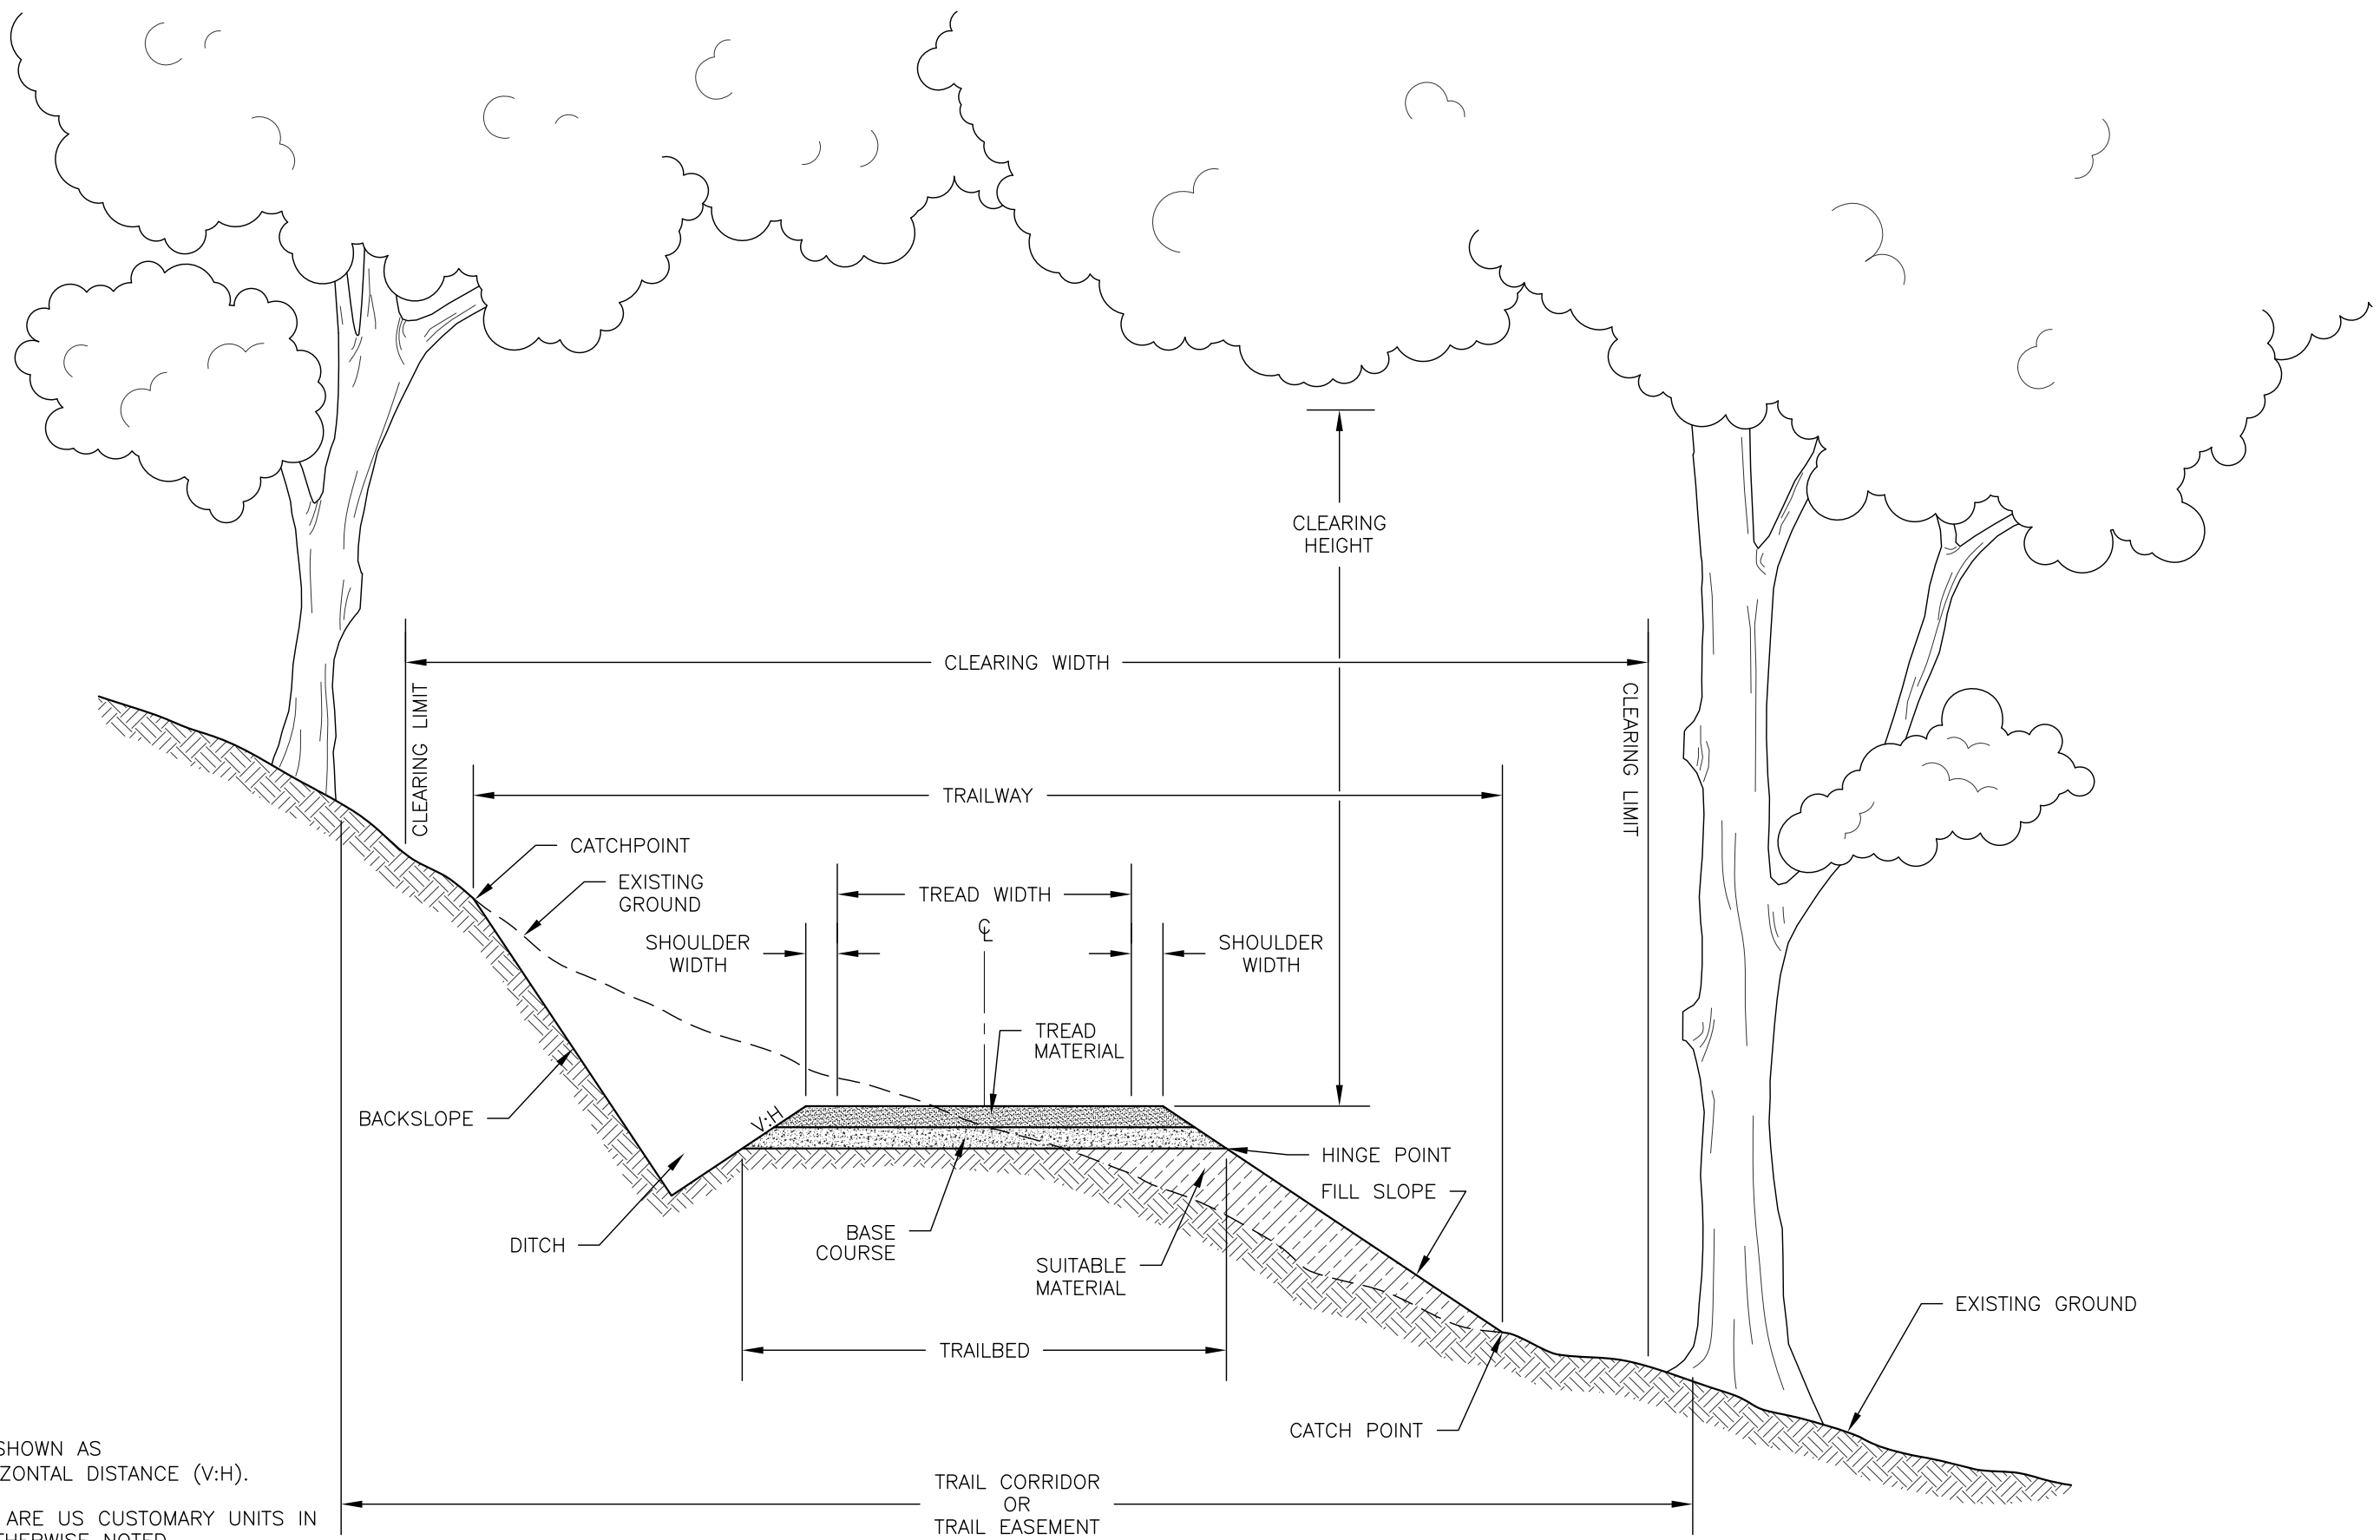 CLEARING
HEIGHT
CLEARING WIDTH
CLEARING LIMIT
CLEARING LIMIT
TRAILWAY
CATCHPOINT
EXISTING
GROUND
TREAD WIDTH
℄
SHOULDER
WIDTH
SHOULDER
WIDTH
TREAD
MATERIAL
BACKSLOPE
V:H
HINGE POINT
FILL SLOPE
DITCH
BASE
COURSE
SUITABLE
MATERIAL
EXISTING GROUND
TRAILBED
CATCH POINT
SHOWN AS
ZONTAL DISTANCE (V:H).
ARE US CUSTOMARY UNITS IN
THERWISE NOTED
TRAIL CORRIDOR
OR
TRAIL EASEMENT